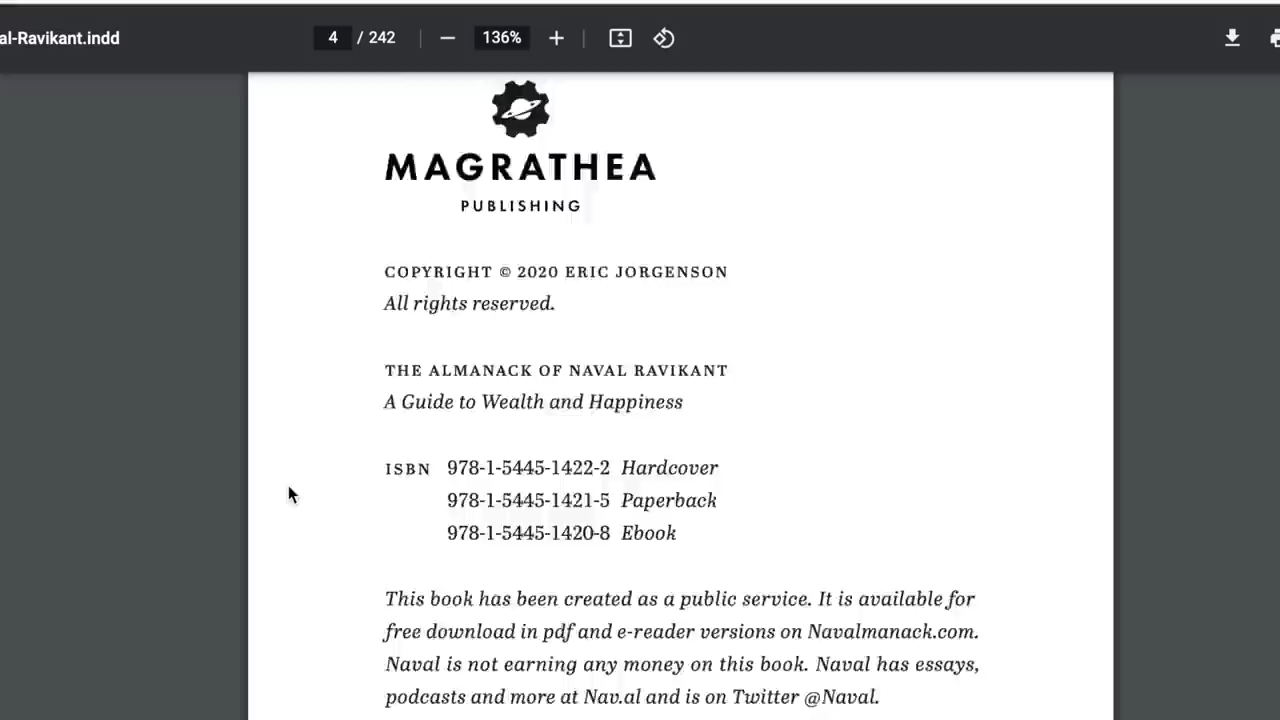 al-Ravikant.indd 4 / 242 136%
MAGRATHEA
PUBLISHING
COPYRIGHT © 2020 ERIC JORGENSON
All rights reserved.
THE ALMANACK OF NAVAL RAVIKANT
A Guide to Wealth and Happiness
ISBN 978-1-5445-1422-2 Hardcover
978-1-5445-1421-5 Paperback
978-1-5445-1420-8 Ebook
This book has been created as a public service. It is available for
free download in pdf and e-reader versions on Navalmanack.com.
Naval is not earning any money on this book. Naval has essays,
podcasts and more at Nav.al and is on Twitter @Naval.